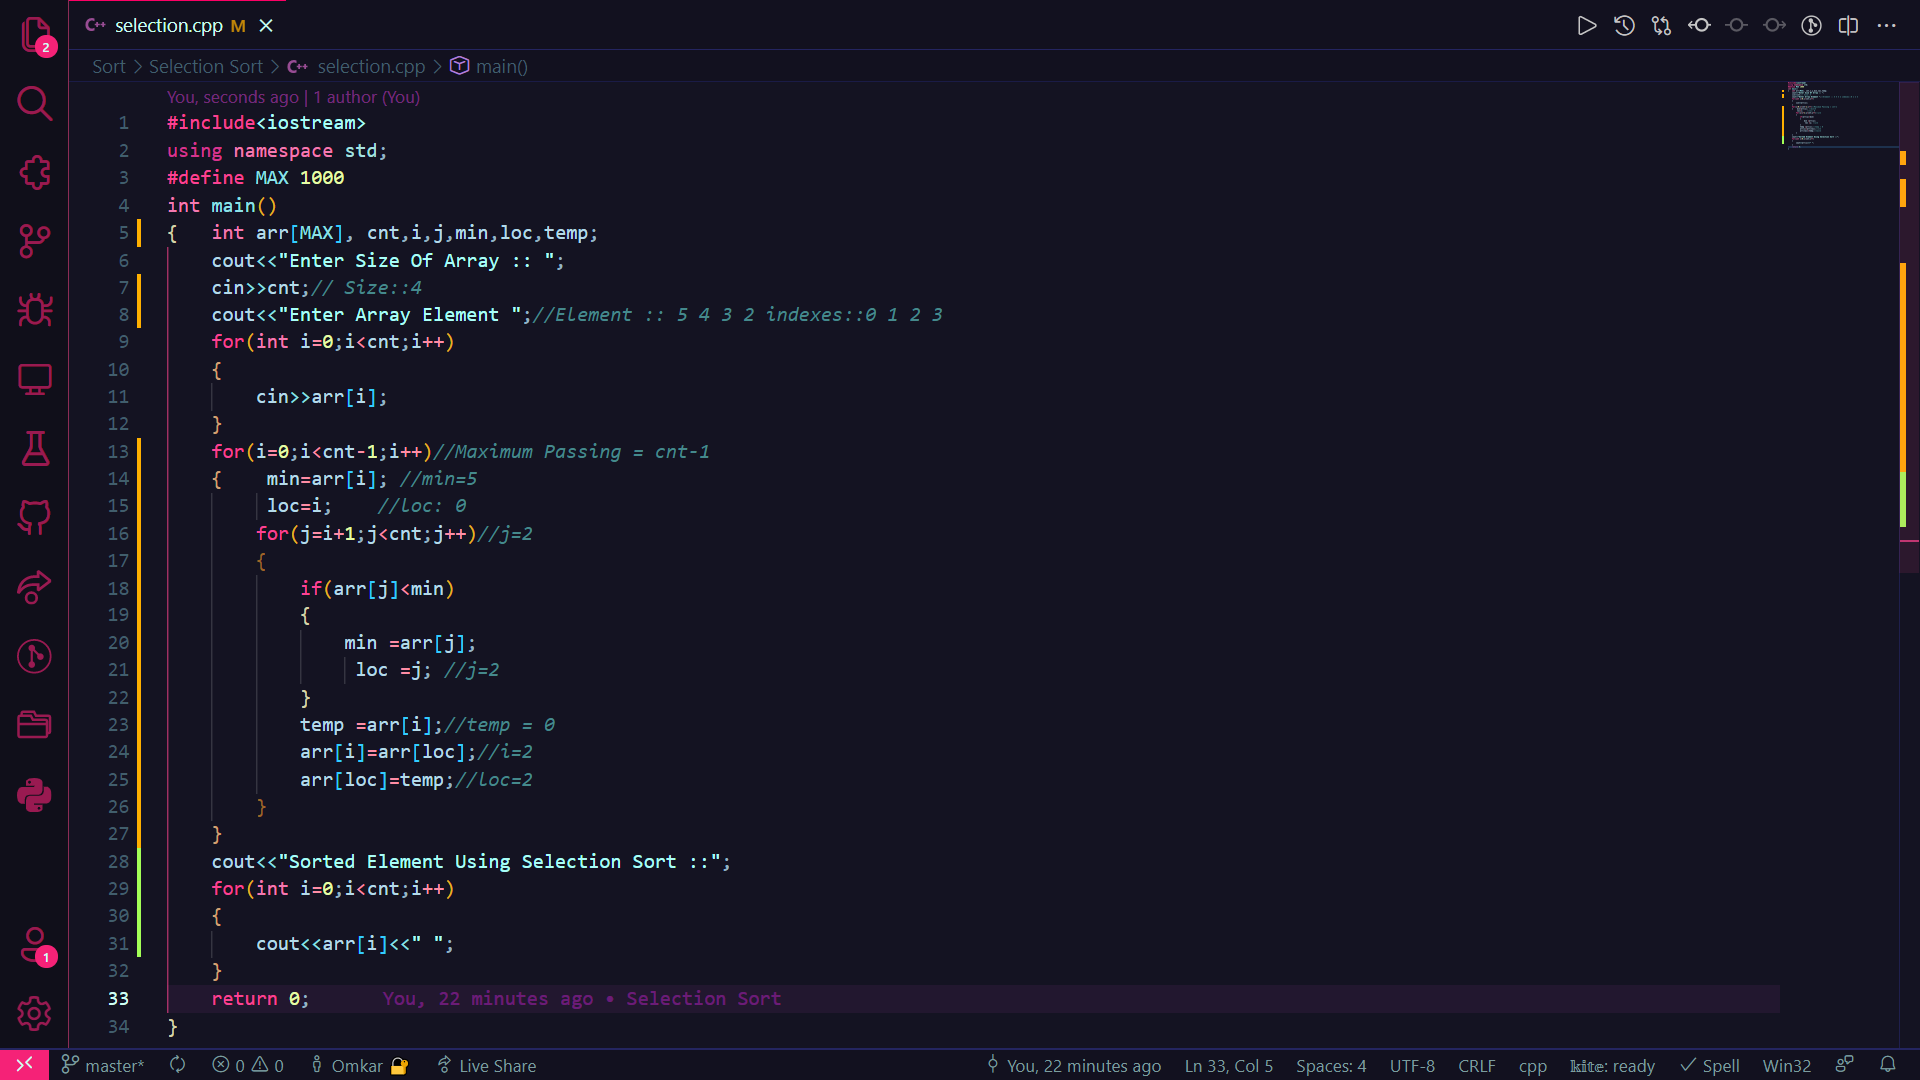 2
C++ selection.cpp M
Sort > Selection Sort > C++ selection.cpp > main()
You, seconds ago | 1 author (You)
1 #include<iostream>
2 using namespace std;
3 #define MAX 1000
4 int main()
5 {   int arr[MAX], cnt,i,j,min,loc,temp;
6     cout<<"Enter Size Of Array :: ";
7     cin>>cnt;// Size::4
8     cout<<"Enter Array Element ";//Element :: 5 4 3 2 indexes::0 1 2 3
9     for(int i=0;i<cnt;i++)
10     {
11         cin>>arr[i];
12     }
13     for(i=0;i<cnt-1;i++)//Maximum Passing = cnt-1
14     {    min=arr[i]; //min=5
15          loc=i;    //loc: 0
16         for(j=i+1;j<cnt;j++)//j=2
17         {
18             if(arr[j]<min)
19             {
20                 min =arr[j];
21                  loc =j; //j=2
22             }
23             temp =arr[i];//temp = 0
24             arr[i]=arr[loc];//i=2
25             arr[loc]=temp;//loc=2
26         }
27     }
28     cout<<"Sorted Element Using Selection Sort ::";
29     for(int i=0;i<cnt;i++)
30     {
31         cout<<arr[i]<<" ";
32     }
33     return 0;       You, 22 minutes ago • Selection Sort
34 }
1
master* 0 0 Omkar Live Share You, 22 minutes ago Ln 33, Col 5 Spaces: 4 UTF-8 CRLF cpp kite: ready Spell Win32